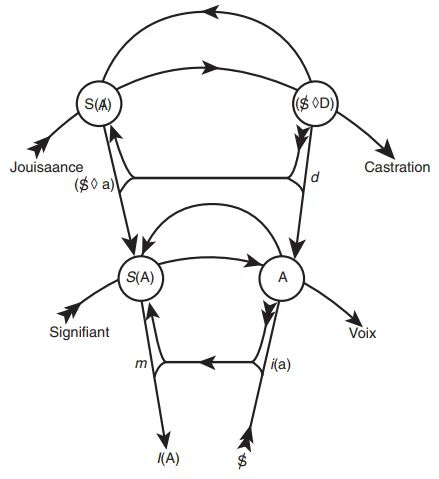 S(Ⱥ)
($ ◊ D)
Jouisaance
Castration
($ ◊ a)
d
S(A)
A
Signifiant
Voix
m
i(a)
I(A)
$